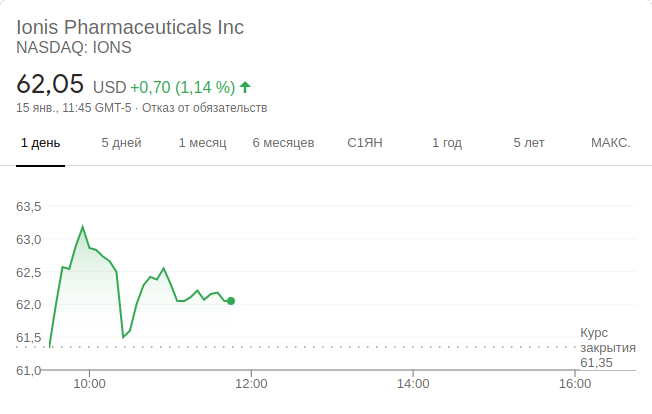 Ionis Pharmaceuticals Inc
NASDAQ: IONS
62,05 USD +0,70 (1,14 %)
15 янв., 11:45 GMT-5 · Отказ от обязательств
1 день 5 дней 1 месяц 6 месяцев С1ЯН 1 год 5 лет МАКС.
63,5
63,0
62,5
62,0
61,5
Курс
закрытия
61,35
61,0
10:00 12:00 14:00 16:00